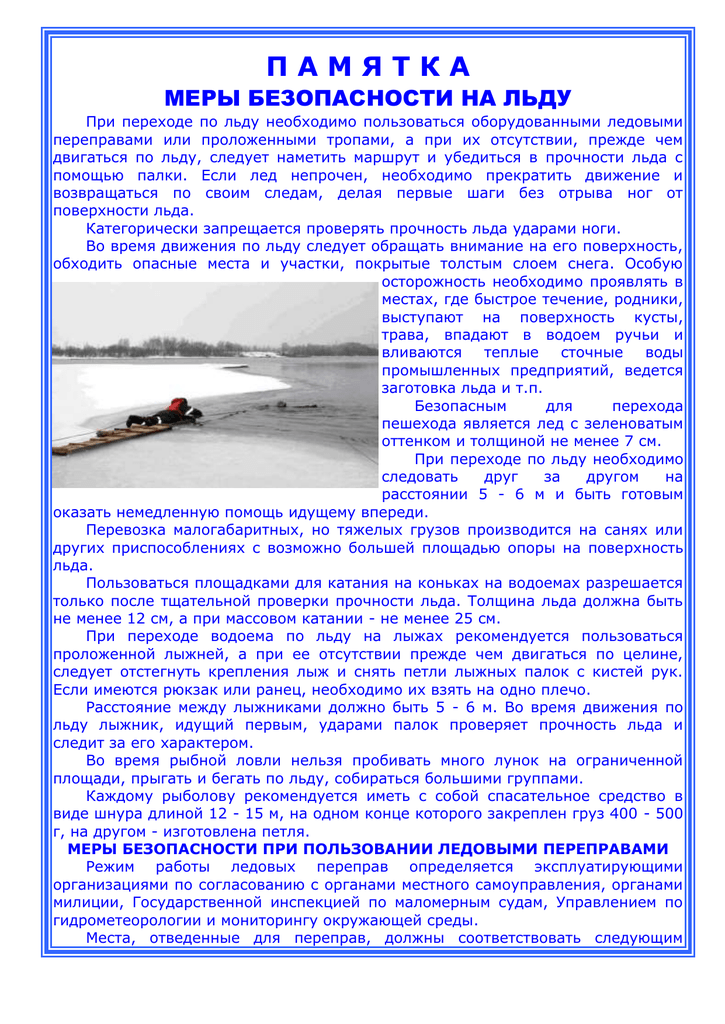 П А М Я Т К А
МЕРЫ БЕЗОПАСНОСТИ НА ЛЬДУ
При переходе по льду необходимо пользоваться оборудованными ледовыми
переправами или проложенными тропами, а при их отсутствии, прежде чем
двигаться по льду, следует наметить маршрут и убедиться в прочности льда с
помощью палки. Если лед непрочен, необходимо прекратить движение и
возвращаться по своим следам, делая первые шаги без отрыва ног от
поверхности льда.
Категорически запрещается проверять прочность льда ударами ноги.
Во время движения по льду следует обращать внимание на его поверхность,
обходить опасные места и участки, покрытые толстым слоем снега. Особую
осторожность необходимо проявлять в
местах, где быстрое течение, родники,
выступают на поверхность кусты,
трава, впадают в водоем ручьи и
вливаются теплые сточные воды
промышленных предприятий, ведется
заготовка льда и т.п.
Безопасным для перехода
пешехода является лед с зеленоватым
оттенком и толщиной не менее 7 см.
При переходе по льду необходимо
следовать друг за другом на
расстоянии 5 - 6 м и быть готовым
оказать немедленную помощь идущему впереди.
Перевозка малогабаритных, но тяжелых грузов производится на санях или
других приспособлениях с возможно большей площадью опоры на поверхность
льда.
Пользоваться площадками для катания на коньках на водоемах разрешается
только после тщательной проверки прочности льда. Толщина льда должна быть
не менее 12 см, а при массовом катании - не менее 25 см.
При переходе водоема по льду на лыжах рекомендуется пользоваться
проложенной лыжней, а при ее отсутствии прежде чем двигаться по целине,
следует отстегнуть крепления лыж и снять петли лыжных палок с кистей рук.
Если имеются рюкзак или ранец, необходимо их взять на одно плечо.
Расстояние между лыжниками должно быть 5 - 6 м. Во время движения по
льду лыжник, идущий первым, ударами палок проверяет прочность льда и
следит за его характером.
Во время рыбной ловли нельзя пробивать много лунок на ограниченной
площади, прыгать и бегать по льду, собираться большими группами.
Каждому рыболову рекомендуется иметь с собой спасательное средство в
виде шнура длиной 12 - 15 м, на одном конце которого закреплен груз 400 - 500
г, на другом - изготовлена петля.
МЕРЫ БЕЗОПАСНОСТИ ПРИ ПОЛЬЗОВАНИИ ЛЕДОВЫМИ ПЕРЕПРАВАМИ
Режим работы ледовых переправ определяется эксплуатирующими
организациями по согласованию с органами местного самоуправления, органами
милиции, Государственной инспекцией по маломерным судам, Управлением по
гидрометеорологии и мониторингу окружающей среды.
Места, отведенные для переправ, должны соответствовать следующим